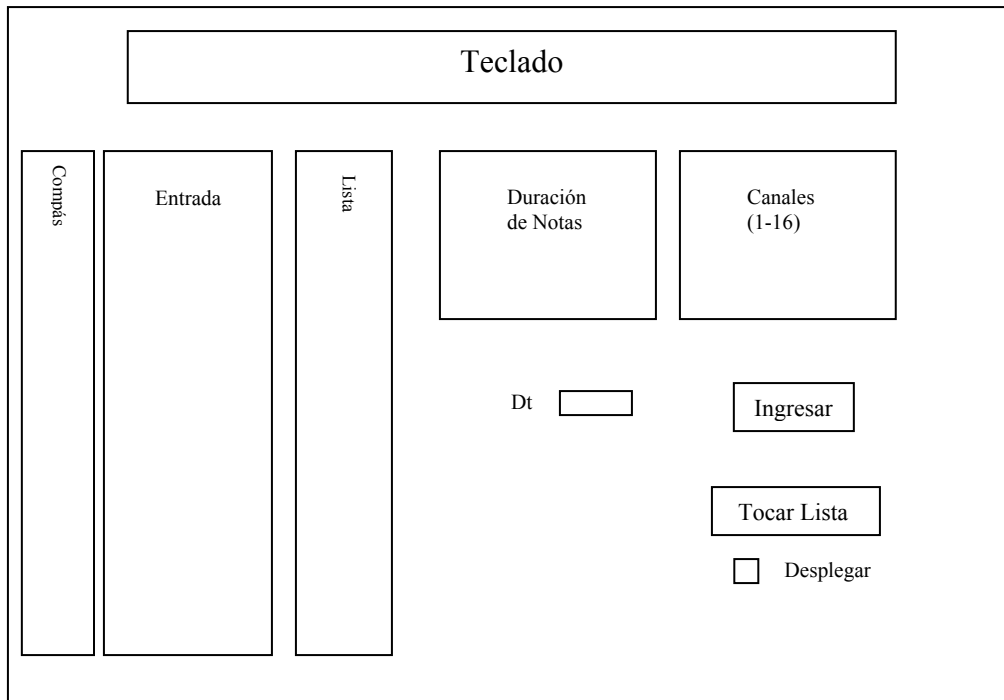 Teclado
Compás
Entrada
Lista
Duración
de Notas
Canales
(1-16)
Dt
Ingresar
Tocar Lista
Desplegar